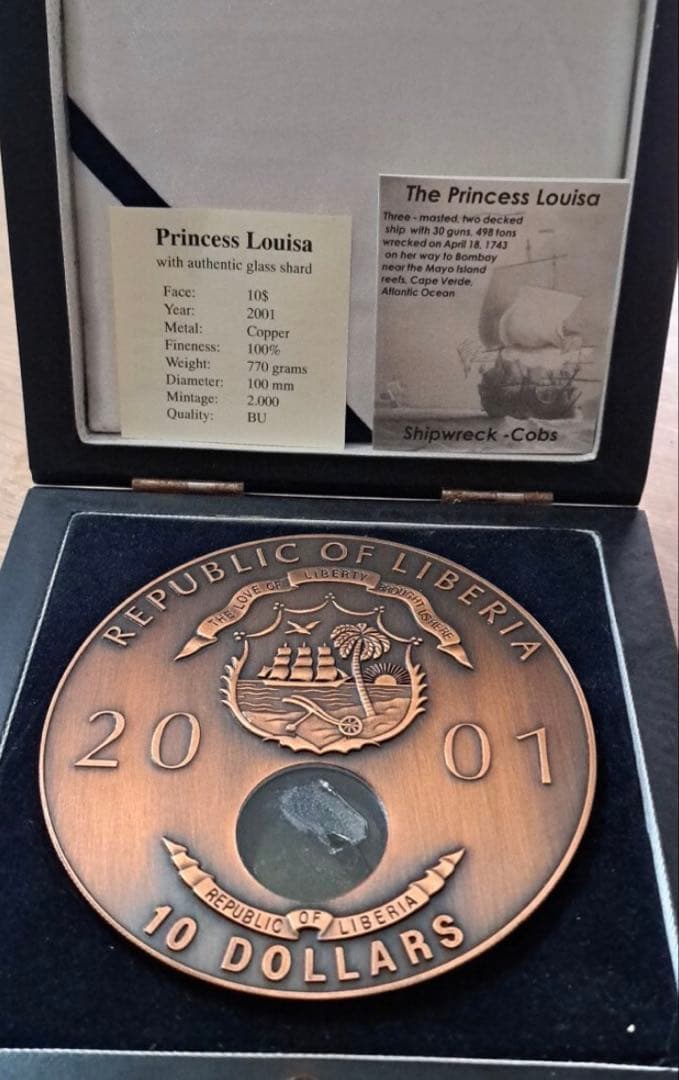 Princess Louisa
with authentic glass shard
Face: 10$
Year: 2001
Metal: Copper
Fineness: 100%
Weight: 770 grams
Diameter: 100 mm
Mintage: 2.000
Quality: BU
The Princess Louisa
Three - masted, two decked
ship with 30 guns, 498 tons
wrecked on April 18, 1743
on her way to Bombay
near the Mayo Island
reefs, Cape Verde,
Atlantic Ocean
Shipwreck -Cobs
REPUBLIC OF LIBERIA
THE LOVE OF LIBERTY BROUGHT US HERE
2001
REPUBLIC OF LIBERIA
10 DOLLARS